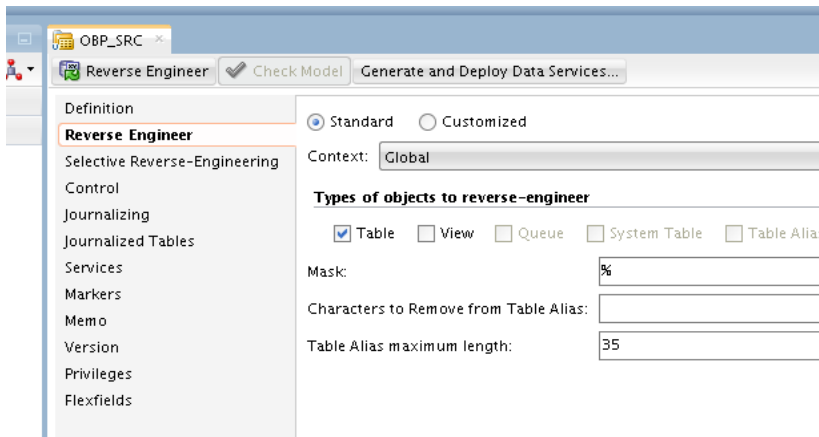 OBP_SRC
Reverse Engineer Check Model Generate and Deploy Data Services...
Definition
Reverse Engineer
Selective Reverse-Engineering
Control
Journalizing
Journalized Tables
Services
Markers
Memo
Version
Privileges
Flexfields
Standard Customized
Context: Global
Types of objects to reverse-engineer
Table View Queue System Table Table Alia
Mask: %
Characters to Remove from Table Alias:
Table Alias maximum length: 35